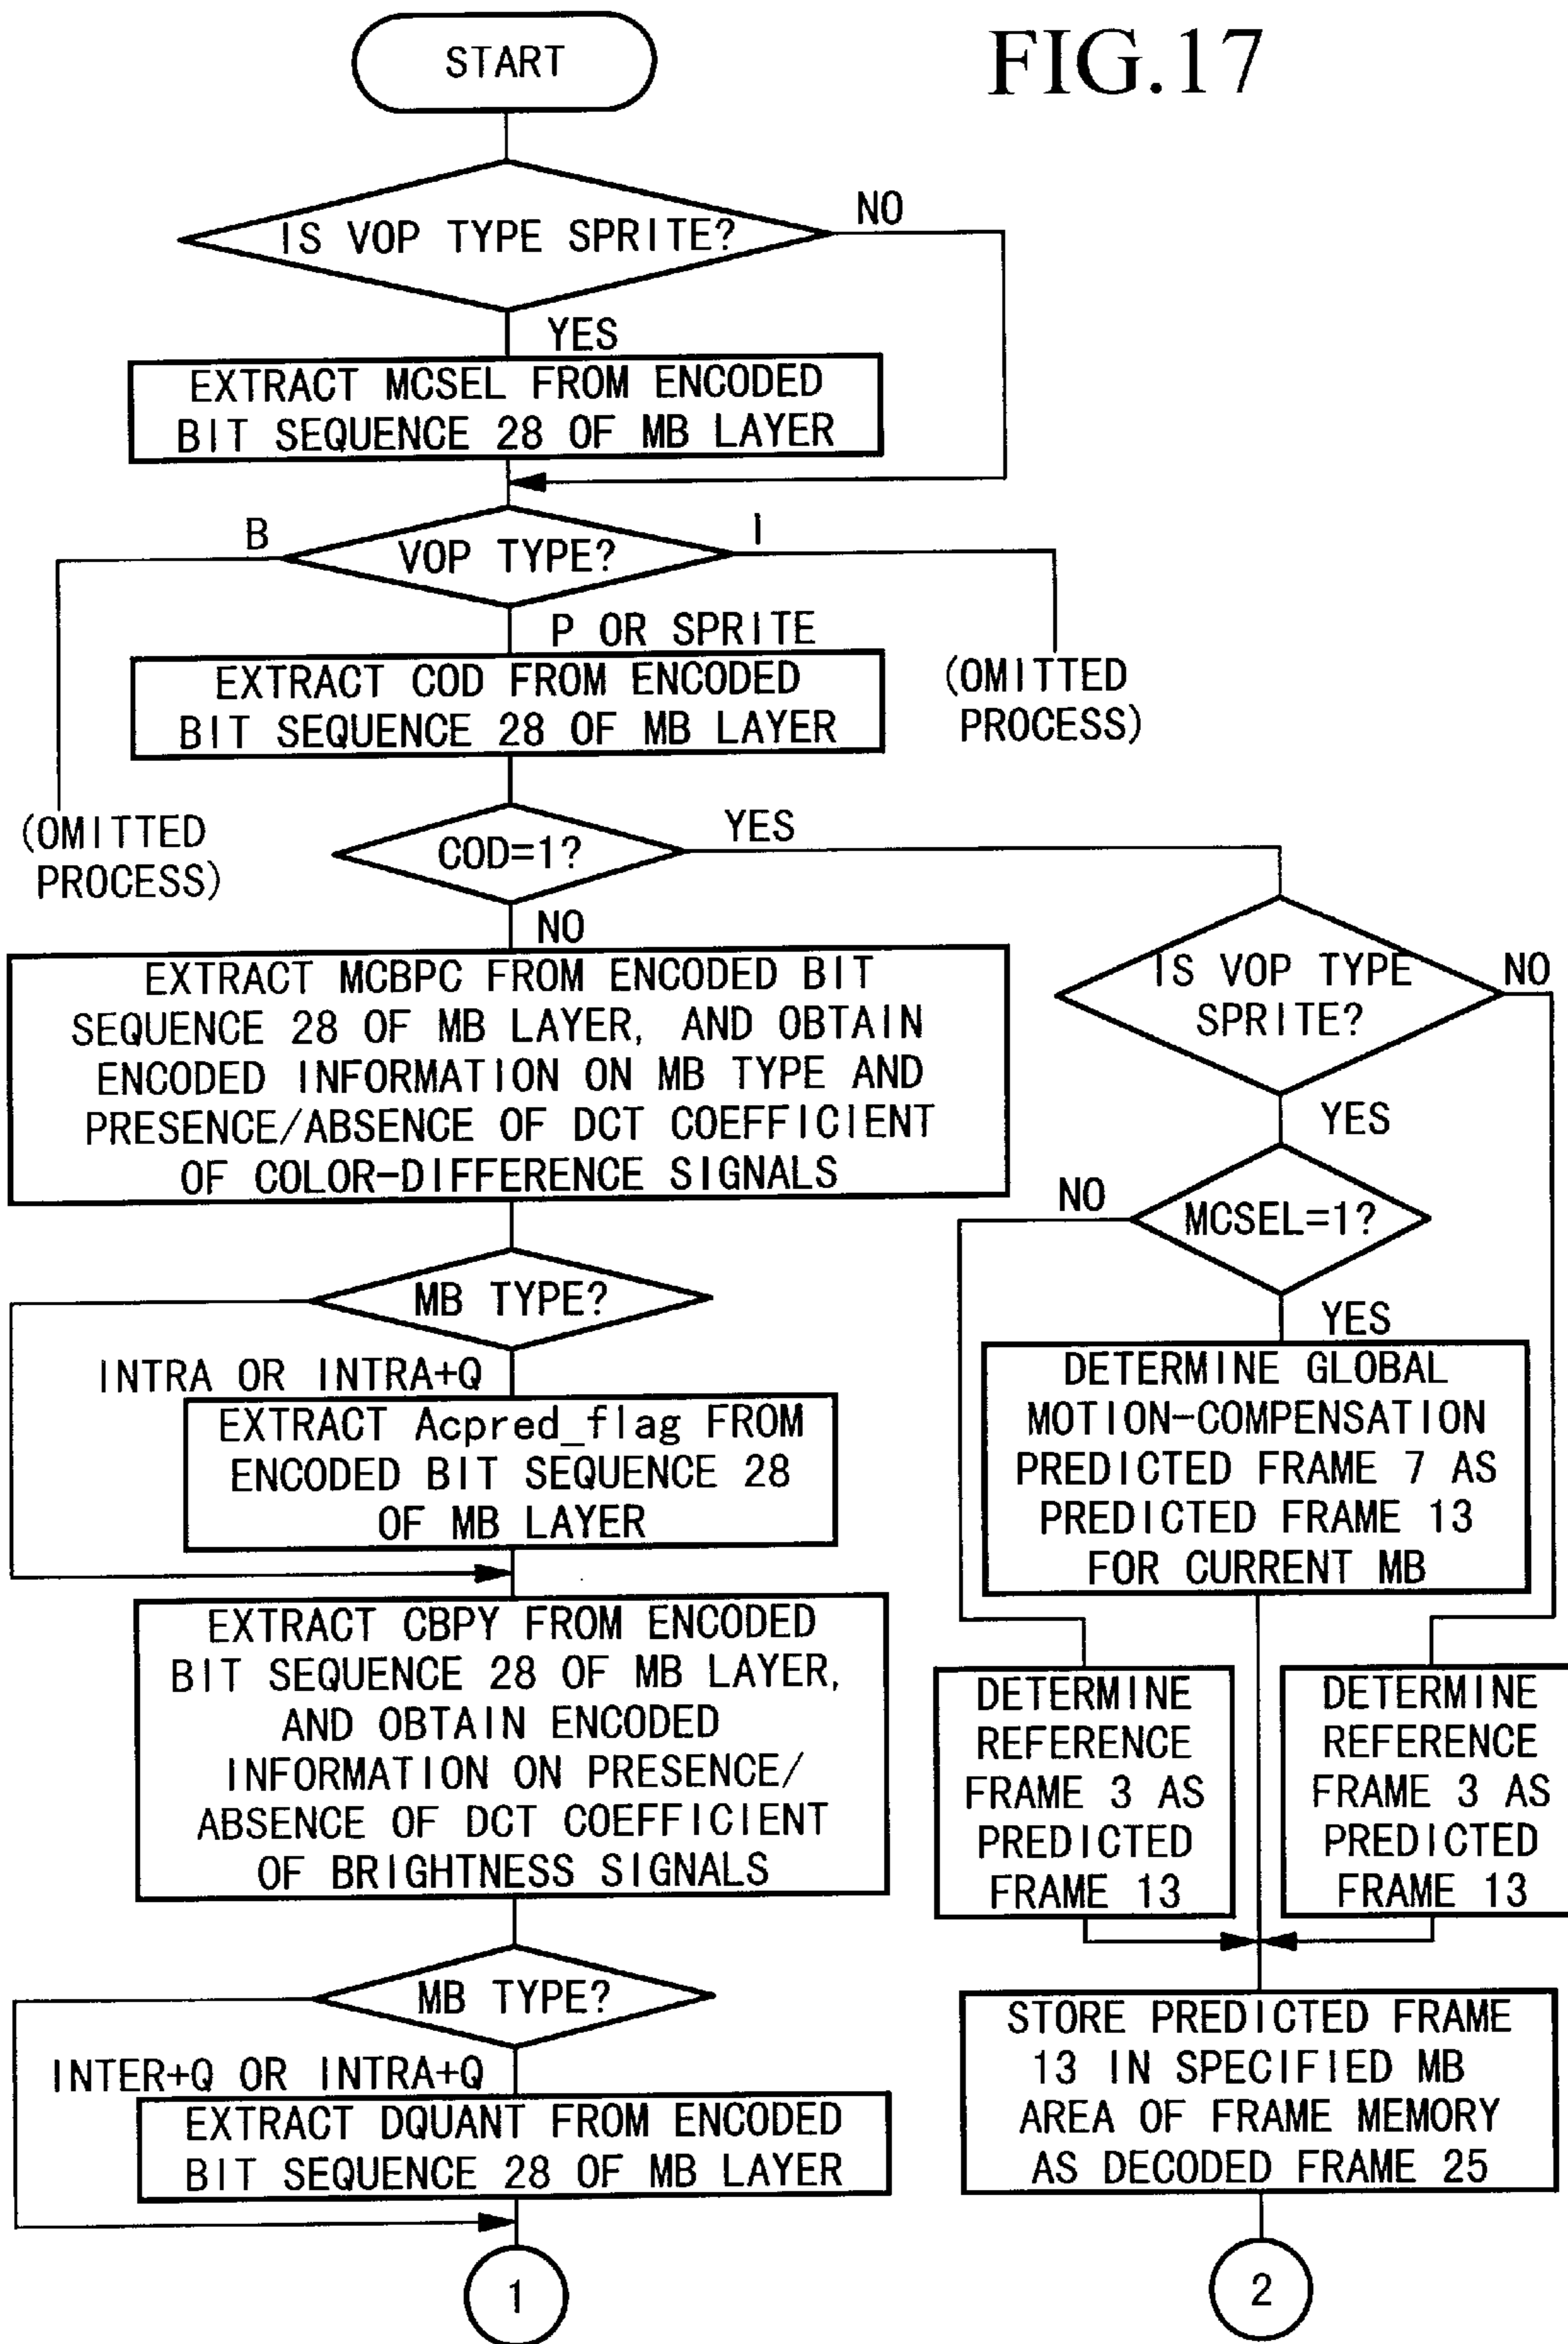 FIG.17
START
IS VOP TYPE SPRITE?
NO
YES
EXTRACT MCSEL FROM ENCODED
BIT SEQUENCE 28 OF MB LAYER
B
VOP TYPE?
I
P OR SPRITE
EXTRACT COD FROM ENCODED
BIT SEQUENCE 28 OF MB LAYER
(OMITTED
PROCESS)
(OMITTED
PROCESS)
COD=1?
YES
NO
EXTRACT MCBPC FROM ENCODED BIT
SEQUENCE 28 OF MB LAYER, AND OBTAIN
ENCODED INFORMATION ON MB TYPE AND
PRESENCE/ABSENCE OF DCT COEFFICIENT
OF COLOR-DIFFERENCE SIGNALS
MB TYPE?
INTRA OR INTRA+Q
EXTRACT Acpred_flag FROM
ENCODED BIT SEQUENCE 28
OF MB LAYER
EXTRACT CBPY FROM ENCODED
BIT SEQUENCE 28 OF MB LAYER,
AND OBTAIN ENCODED
INFORMATION ON PRESENCE/
ABSENCE OF DCT COEFFICIENT
OF BRIGHTNESS SIGNALS
MB TYPE?
INTER+Q OR INTRA+Q
EXTRACT DQUANT FROM ENCODED
BIT SEQUENCE 28 OF MB LAYER
1
IS VOP TYPE
SPRITE?
NO
YES
NO
MCSEL=1?
YES
DETERMINE GLOBAL
MOTION-COMPENSATION
PREDICTED FRAME 7 AS
PREDICTED FRAME 13
FOR CURRENT MB
DETERMINE
REFERENCE
FRAME 3 AS
PREDICTED
FRAME 13
DETERMINE
REFERENCE
FRAME 3 AS
PREDICTED
FRAME 13
STORE PREDICTED FRAME
13 IN SPECIFIED MB
AREA OF FRAME MEMORY
AS DECODED FRAME 25
2